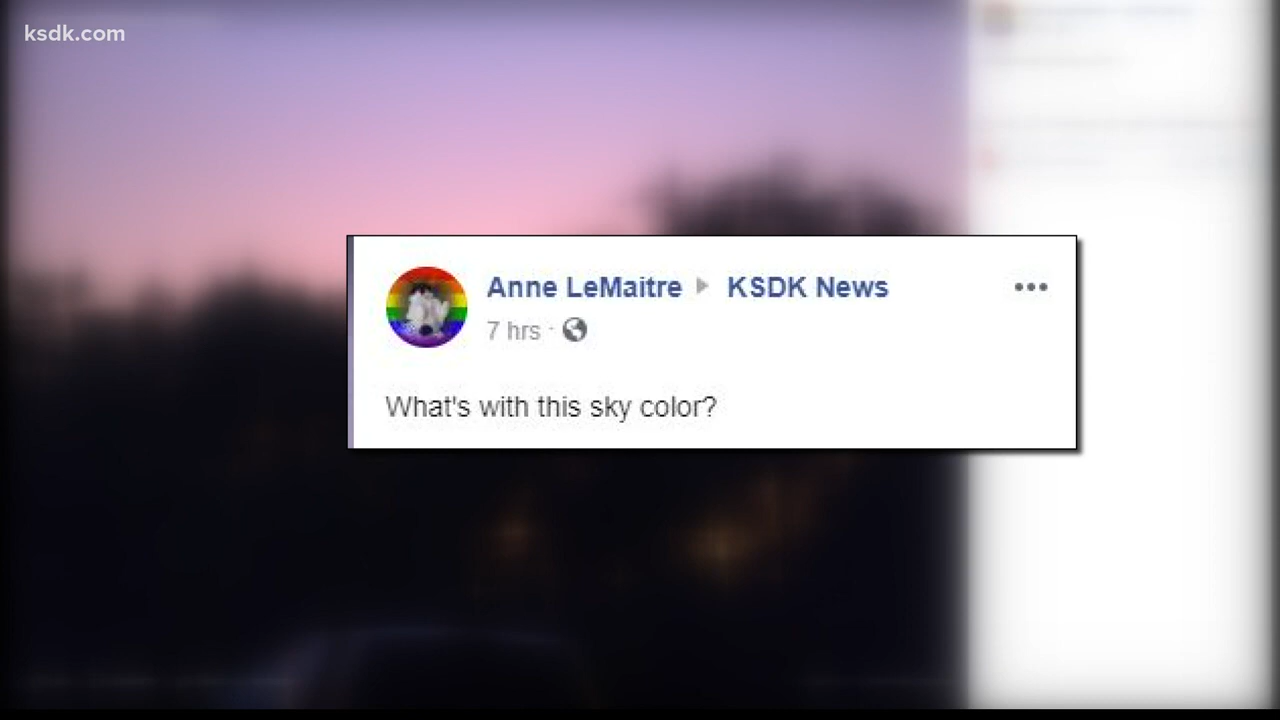 ksdk.com
Anne LeMaitre ▸ KSDK News
7 hrs ·
What's with this sky color?